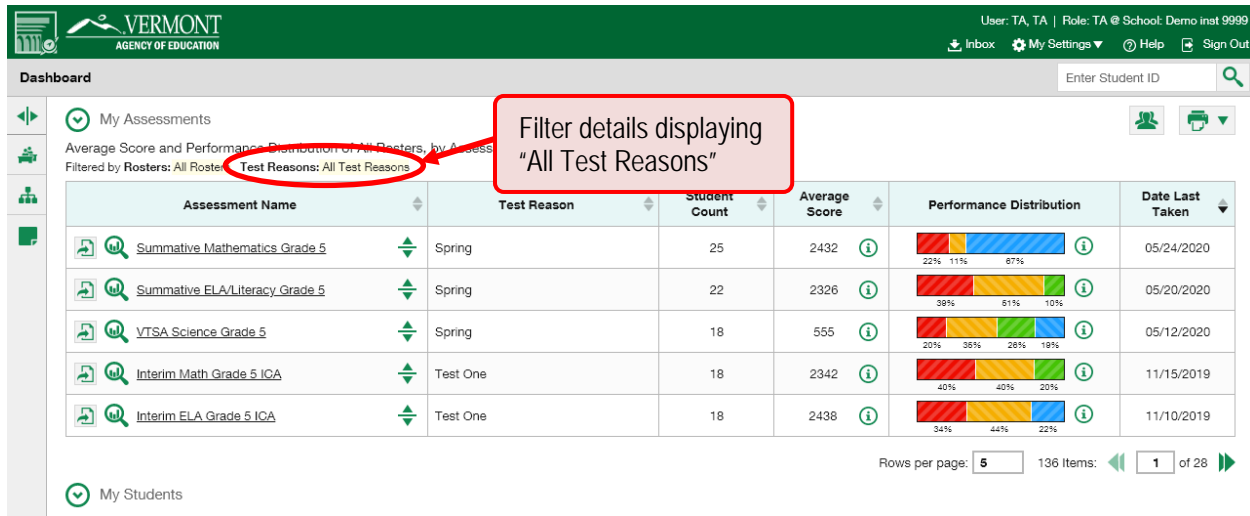 VERMONT
AGENCY OF EDUCATION
User: TA, TA | Role: TA @ School: Demo inst 9999
Inbox My Settings ▼ Help Sign Out
Dashboard
Enter Student ID
My Assessments
Average Score and Performance Distribution of All Rosters, by Assess
Filtered by Rosters: All Roster Test Reasons: All Test Reasons
Filter details displaying
“All Test Reasons”
Assessment Name Test Reason Student Count Average Score Performance Distribution Date Last Taken
Summative Mathematics Grade 5 Spring 25 2432 05/24/2020
22% 11% 67%
Summative ELA/Literacy Grade 5 Spring 22 2326 05/20/2020
39% 51% 10%
VTSA Science Grade 5 Spring 18 555 05/12/2020
20% 35% 26% 19%
Interim Math Grade 5 ICA Test One 18 2342 11/15/2019
40% 40% 20%
Interim ELA Grade 5 ICA Test One 18 2438 11/10/2019
34% 44% 22%
Rows per page: 5 136 Items: 1 of 28
My Students